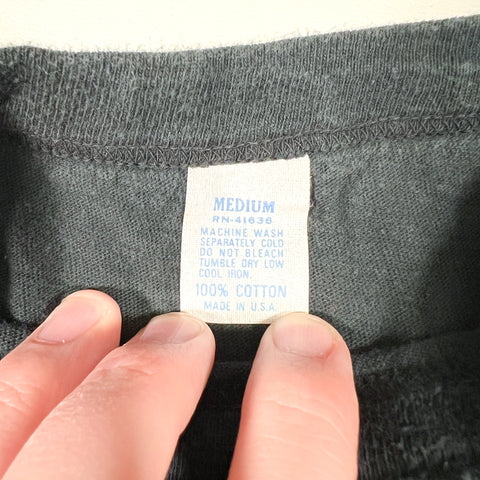 MEDIUM
RN-41638
MACHINE WASH
SEPARATELY COLD
DO NOT BLEACH
TUMBLE DRY LOW
COOL IRON.
100% COTTON
MADE IN U.S.A.